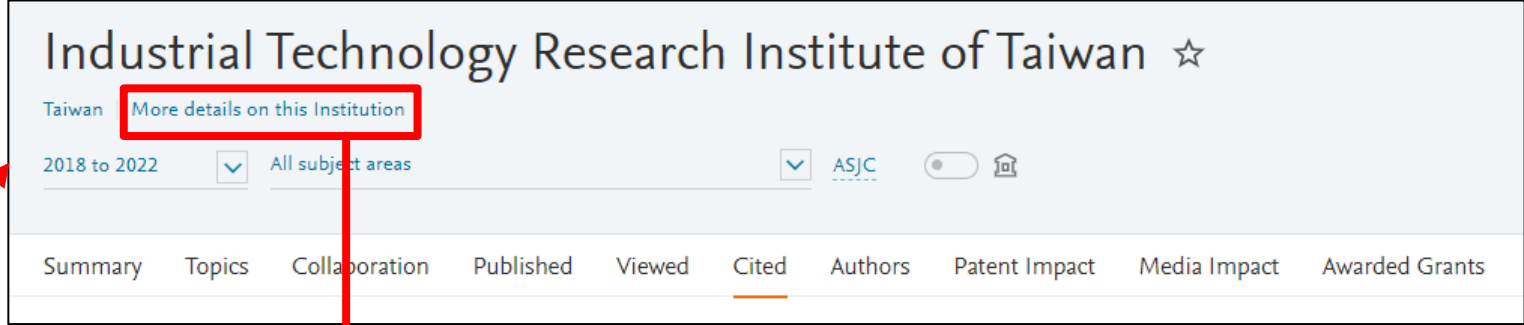 Industrial Technology Research Institute of Taiwan
Taiwan More details on this Institution
2018 to 2022 All subject areas ASJC
Summary Topics Collaboration Published Viewed Cited Authors Patent Impact Media Impact Awarded Grants